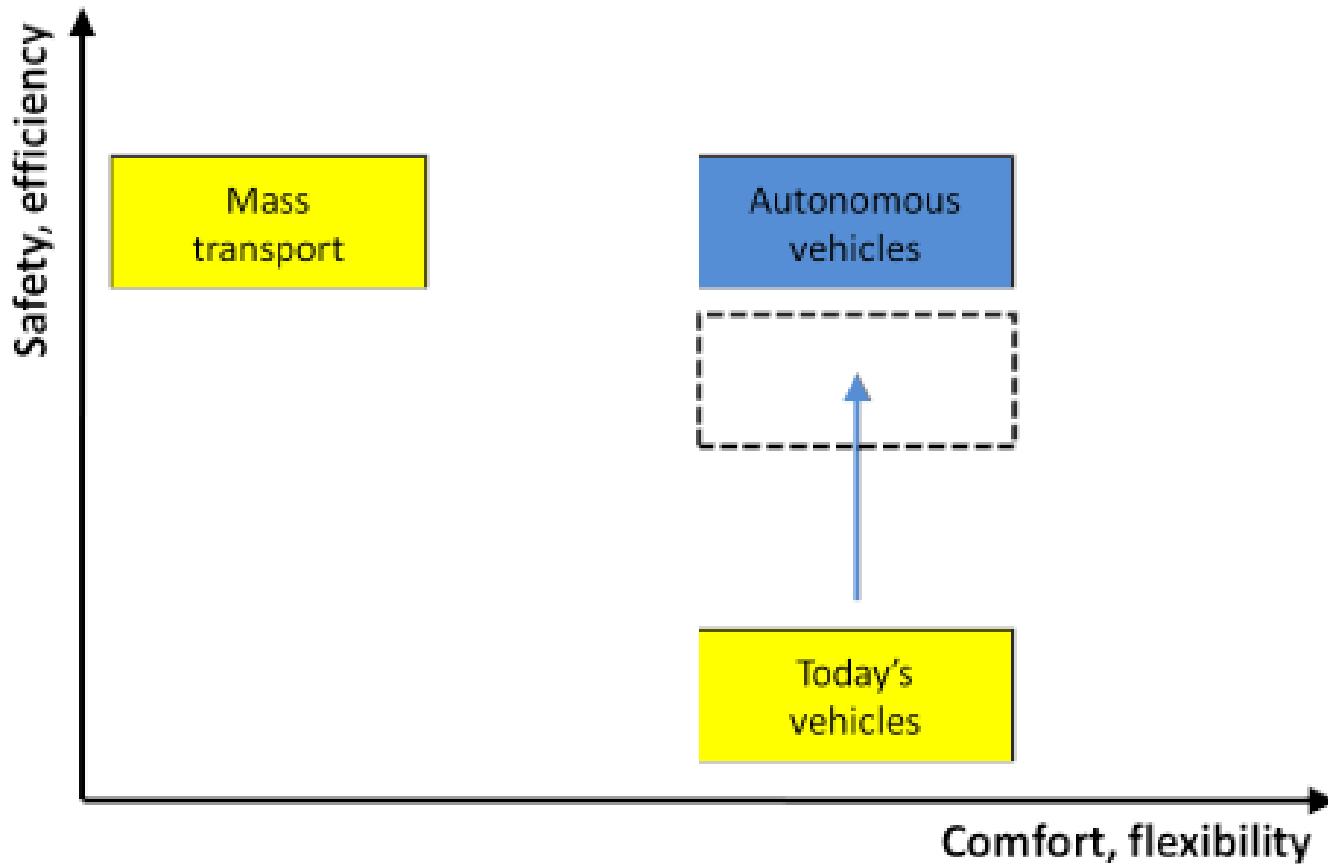 Safety, efficiency
Mass
transport
Autonomous
vehicles
Today's
vehicles
Comfort, flexibility